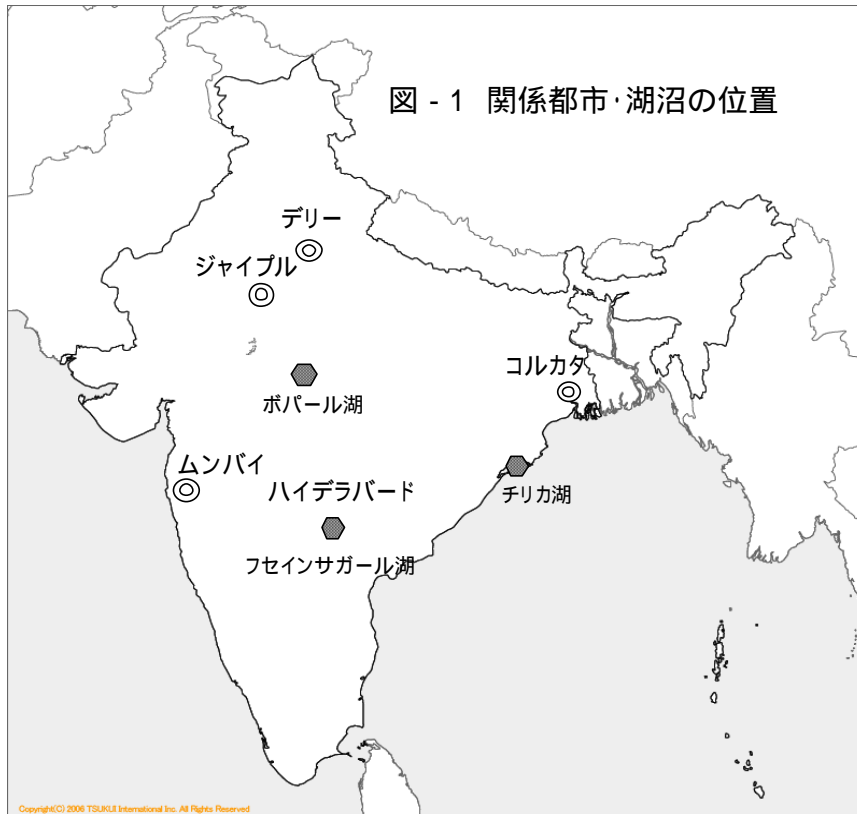 図 - 1 関係都市・湖沼の位置
デリー
ジャイプル
コルカタ
ボパール湖
ムンバイ
ハイデラバード
チリカ湖
フセインサガール湖
Copyright(C) 2006 TSUKUI International Inc. All Rights Reserved